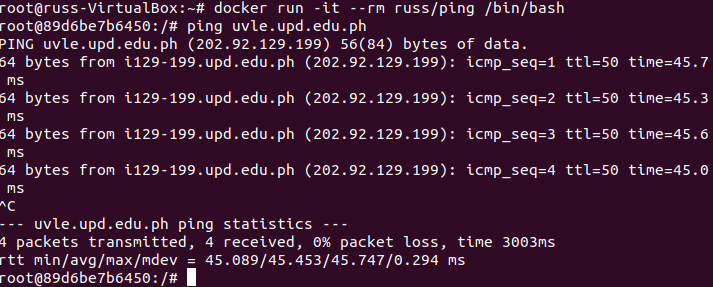 root@russ-VirtualBox:~# docker run -it --rm russ/ping /bin/bash
root@89d6be7b6450:/# ping uvle.upd.edu.ph
PING uvle.upd.edu.ph (202.92.129.199) 56(84) bytes of data.
64 bytes from i129-199.upd.edu.ph (202.92.129.199): icmp_seq=1 ttl=50 time=45.7
 ms
64 bytes from i129-199.upd.edu.ph (202.92.129.199): icmp_seq=2 ttl=50 time=45.3
 ms
64 bytes from i129-199.upd.edu.ph (202.92.129.199): icmp_seq=3 ttl=50 time=45.6
 ms
64 bytes from i129-199.upd.edu.ph (202.92.129.199): icmp_seq=4 ttl=50 time=45.0
 ms
^C
--- uvle.upd.edu.ph ping statistics ---
4 packets transmitted, 4 received, 0% packet loss, time 3003ms
rtt min/avg/max/mdev = 45.089/45.453/45.747/0.294 ms
root@89d6be7b6450:/#